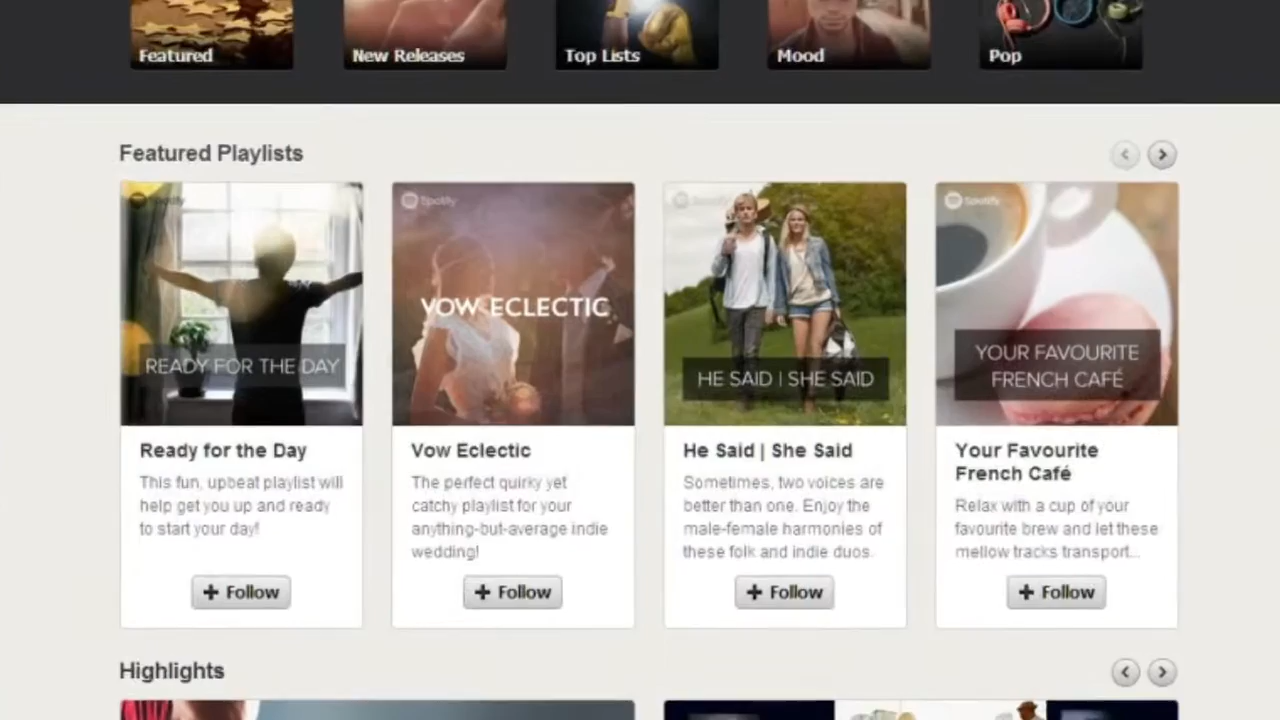 Featured
New Releases
Top Lists
Mood
Pop
Featured Playlists
Spotify
Spotify
Spotify
VOW ECLECTIC
READY FOR THE DAY
HE SAID | SHE SAID
YOUR FAVOURITE
FRENCH CAFÉ
Ready for the Day
This fun, upbeat playlist will
help get you up and ready
to start your day!
+ Follow
Vow Eclectic
The perfect quirky yet
catchy playlist for your
anything-but-average indie
wedding!
+ Follow
He Said | She Said
Sometimes, two voices are
better than one. Enjoy the
male-female harmonies of
these folk and indie duos.
+ Follow
Your Favourite
French Café
Relax with a cup of your
favourite brew and let these
mellow tracks transport...
+ Follow
Highlights